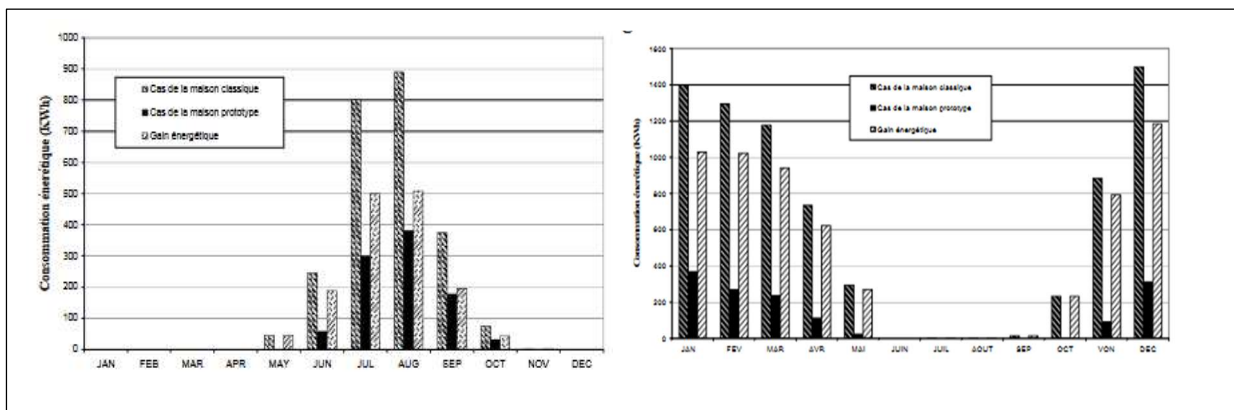 Consommation énerétique (KWh)
1000
900
800
700
600
500
400
300
200
100
0
Cas de la maison classique
Cas de la maison prototype
Gain énergétique
JAN FEB MAR APR MAY JUN JUL AUG SEP OCT NOV DEC
Consommation énerétique (KWh)
1600
1400
1200
1000
800
600
400
200
0
Cas de la maison classique
Cas de la maison prototype
Gain énergétique
JAN FEV MAR AVR MAI JUIN JUIL AOUT SEP OCT VON DEC